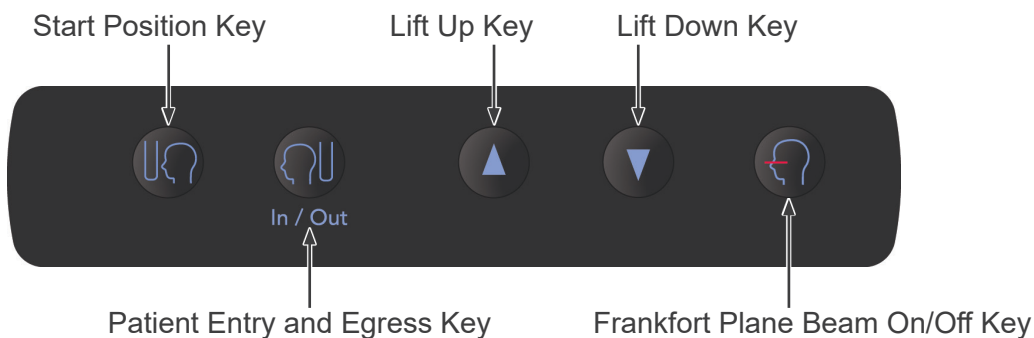 Start Position Key
Lift Up Key
Lift Down Key
In / Out
Patient Entry and Egress Key
Frankfort Plane Beam On/Off Key